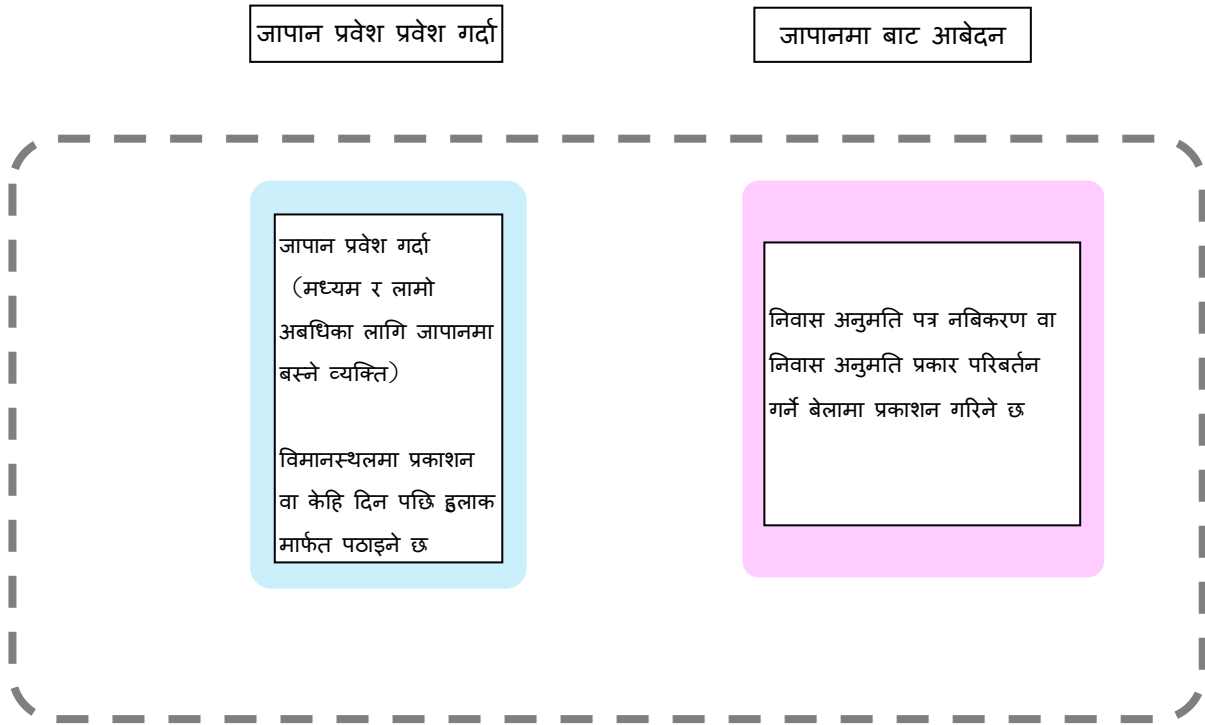 जापान प्रवेश प्रवेश गर्दा
जापानमा बाट आबेदन
जापान प्रवेश गर्दा
（मध्यम र लामो
अबधिका लागि जापानमा
बस्ने व्यक्ति）
विमानस्थलमा प्रकाशन
वा केहि दिन पछि हुलाक
मार्फत पठाइने छ
निवास अनुमति पत्र नबिकरण वा
निवास अनुमति प्रकार परिबर्तन
गर्ने बेलामा प्रकाशन गरिने छ